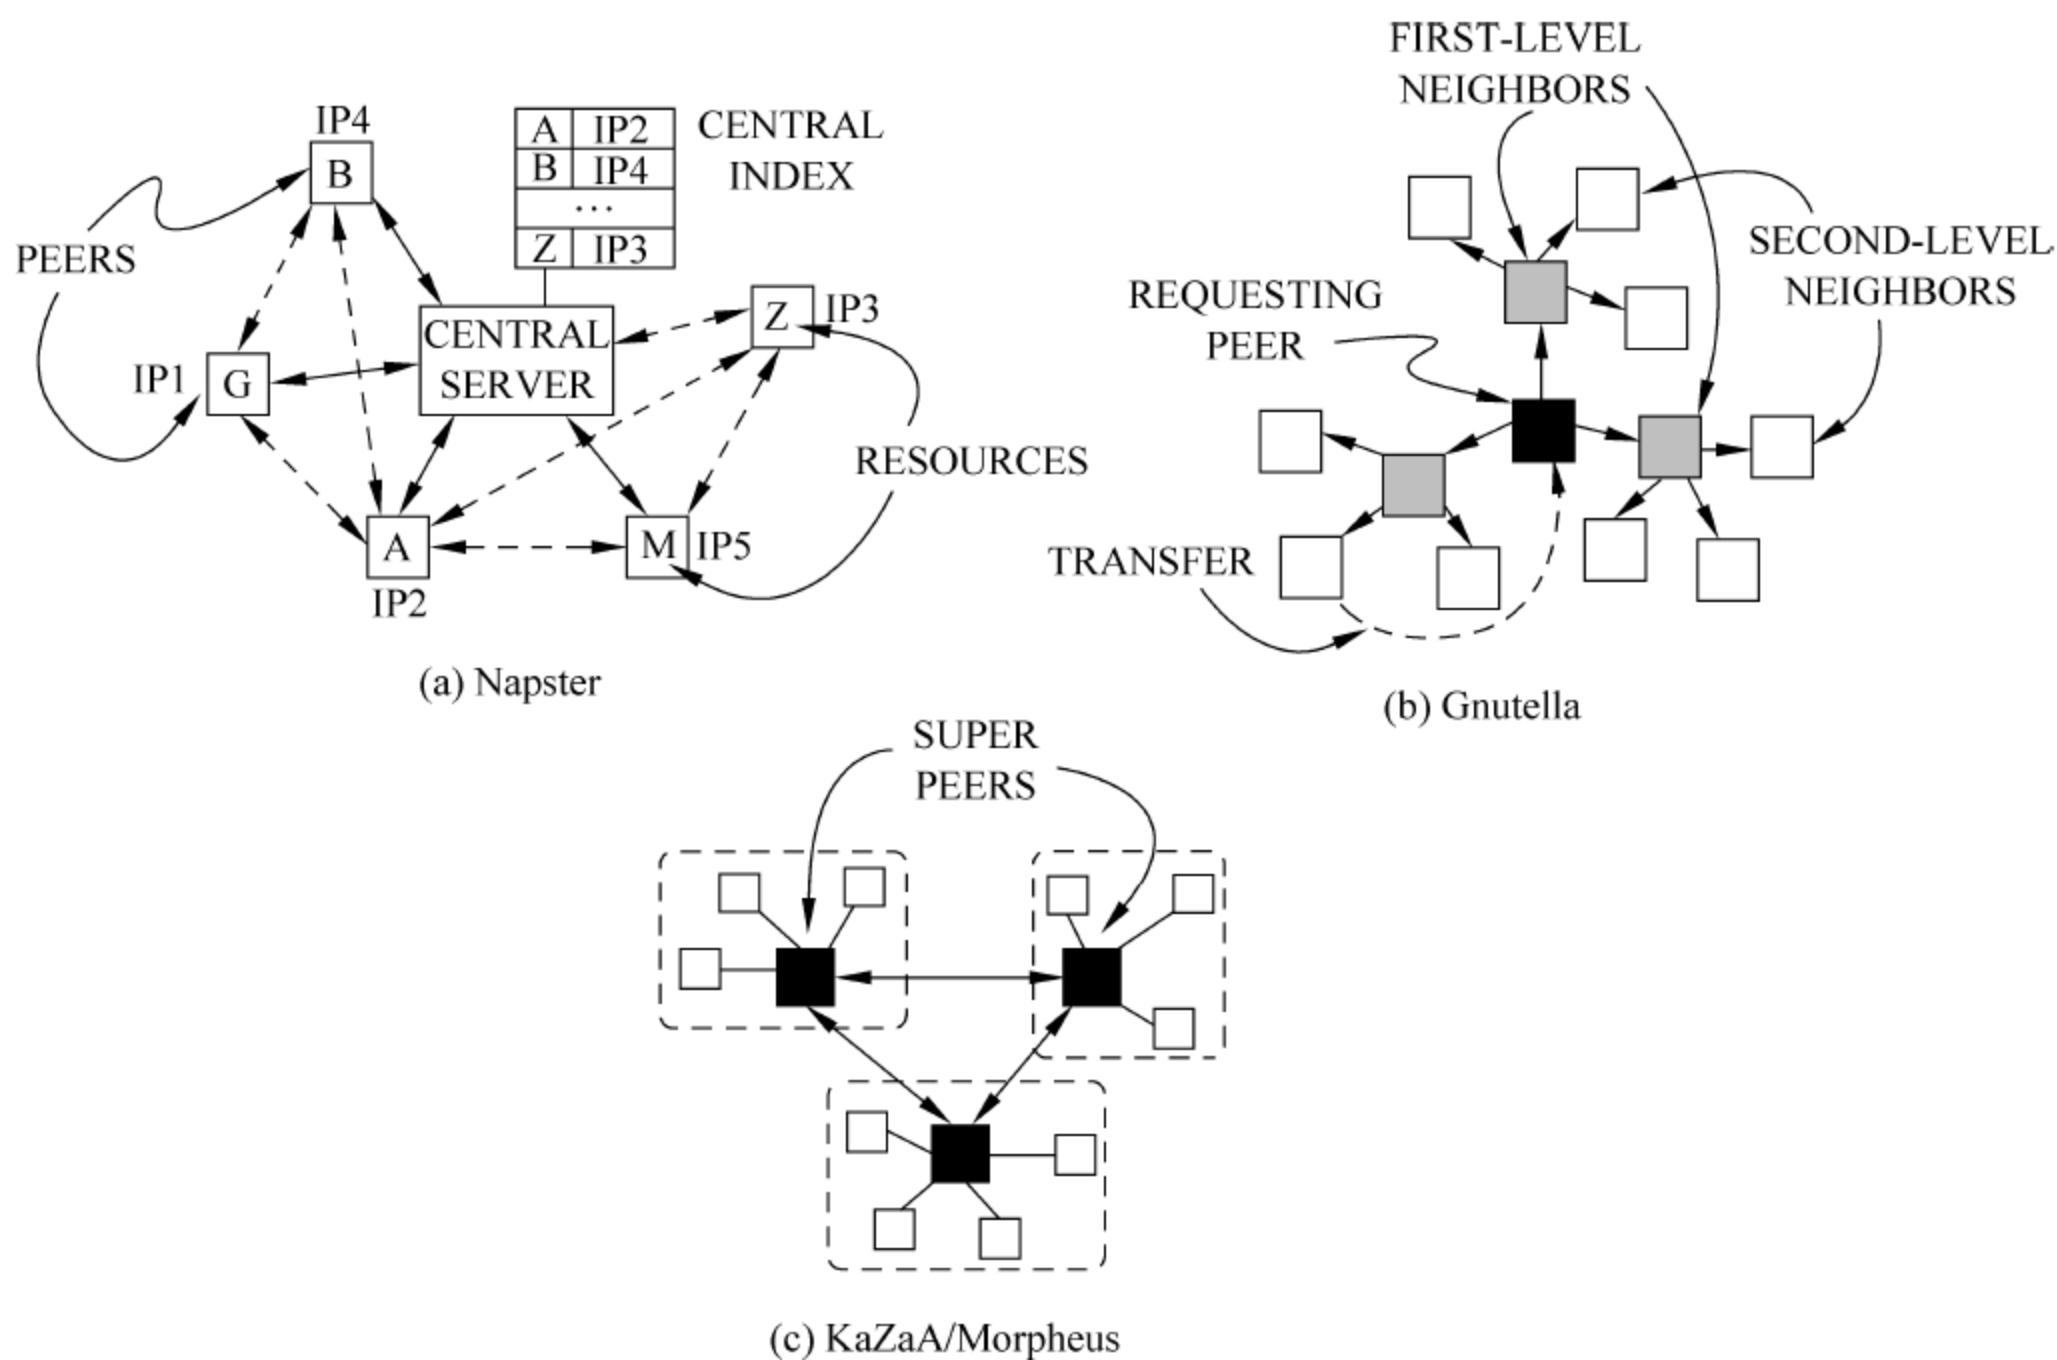 IP4
B
PEERS
IP1
G
A IP2
B IP4
...
Z IP3
CENTRAL
INDEX
CENTRAL
SERVER
Z
IP3
RESOURCES
A
IP2
M
IP5
(a) Napster
FIRST-LEVEL
NEIGHBORS
SECOND-LEVEL
NEIGHBORS
REQUESTING
PEER
TRANSFER
(b) Gnutella
SUPER
PEERS
(c) KaZaA/Morpheus